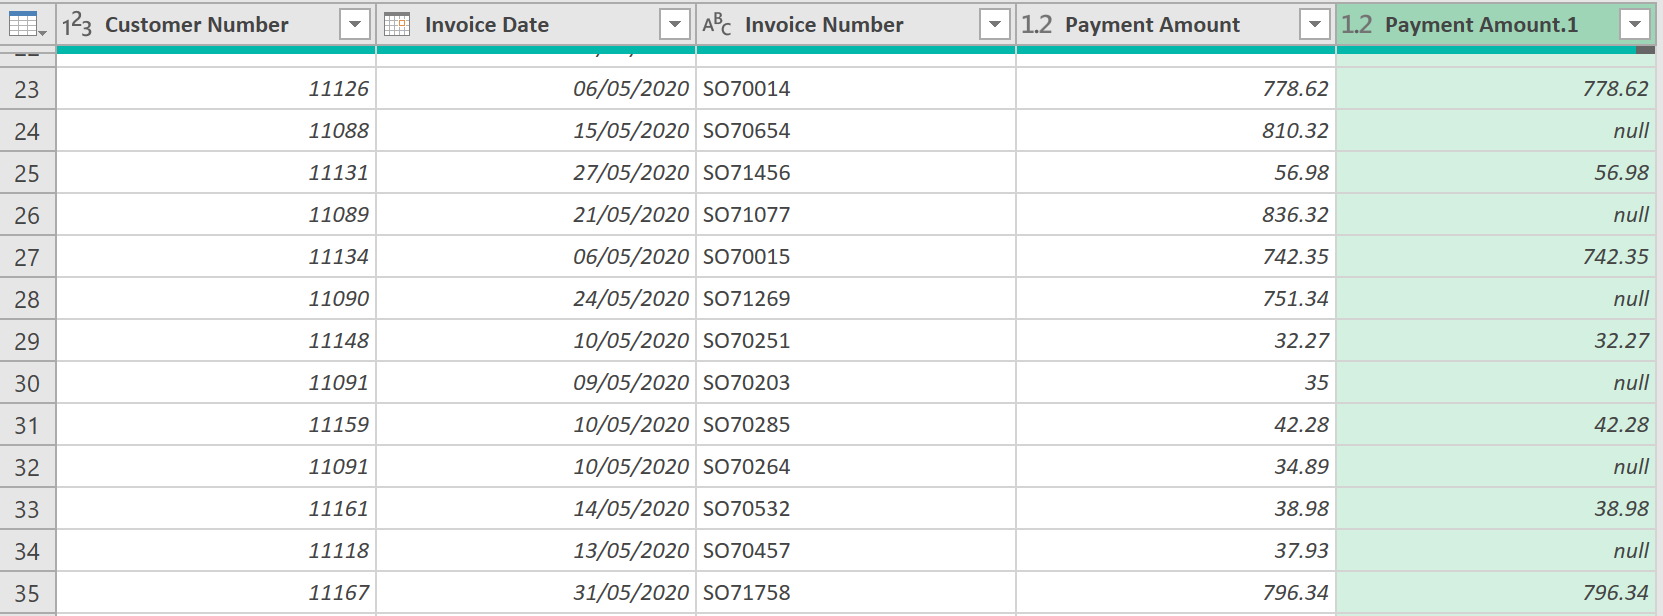 1²3 Customer Number Invoice Date ABC Invoice Number 1.2 Payment Amount 1.2 Payment Amount.1
23 11126 06/05/2020 SO70014 778.62 778.62
24 11088 15/05/2020 SO70654 810.32 null
25 11131 27/05/2020 SO71456 56.98 56.98
26 11089 21/05/2020 SO71077 836.32 null
27 11134 06/05/2020 SO70015 742.35 742.35
28 11090 24/05/2020 SO71269 751.34 null
29 11148 10/05/2020 SO70251 32.27 32.27
30 11091 09/05/2020 SO70203 35 null
31 11159 10/05/2020 SO70285 42.28 42.28
32 11091 10/05/2020 SO70264 34.89 null
33 11161 14/05/2020 SO70532 38.98 38.98
34 11118 13/05/2020 SO70457 37.93 null
35 11167 31/05/2020 SO71758 796.34 796.34